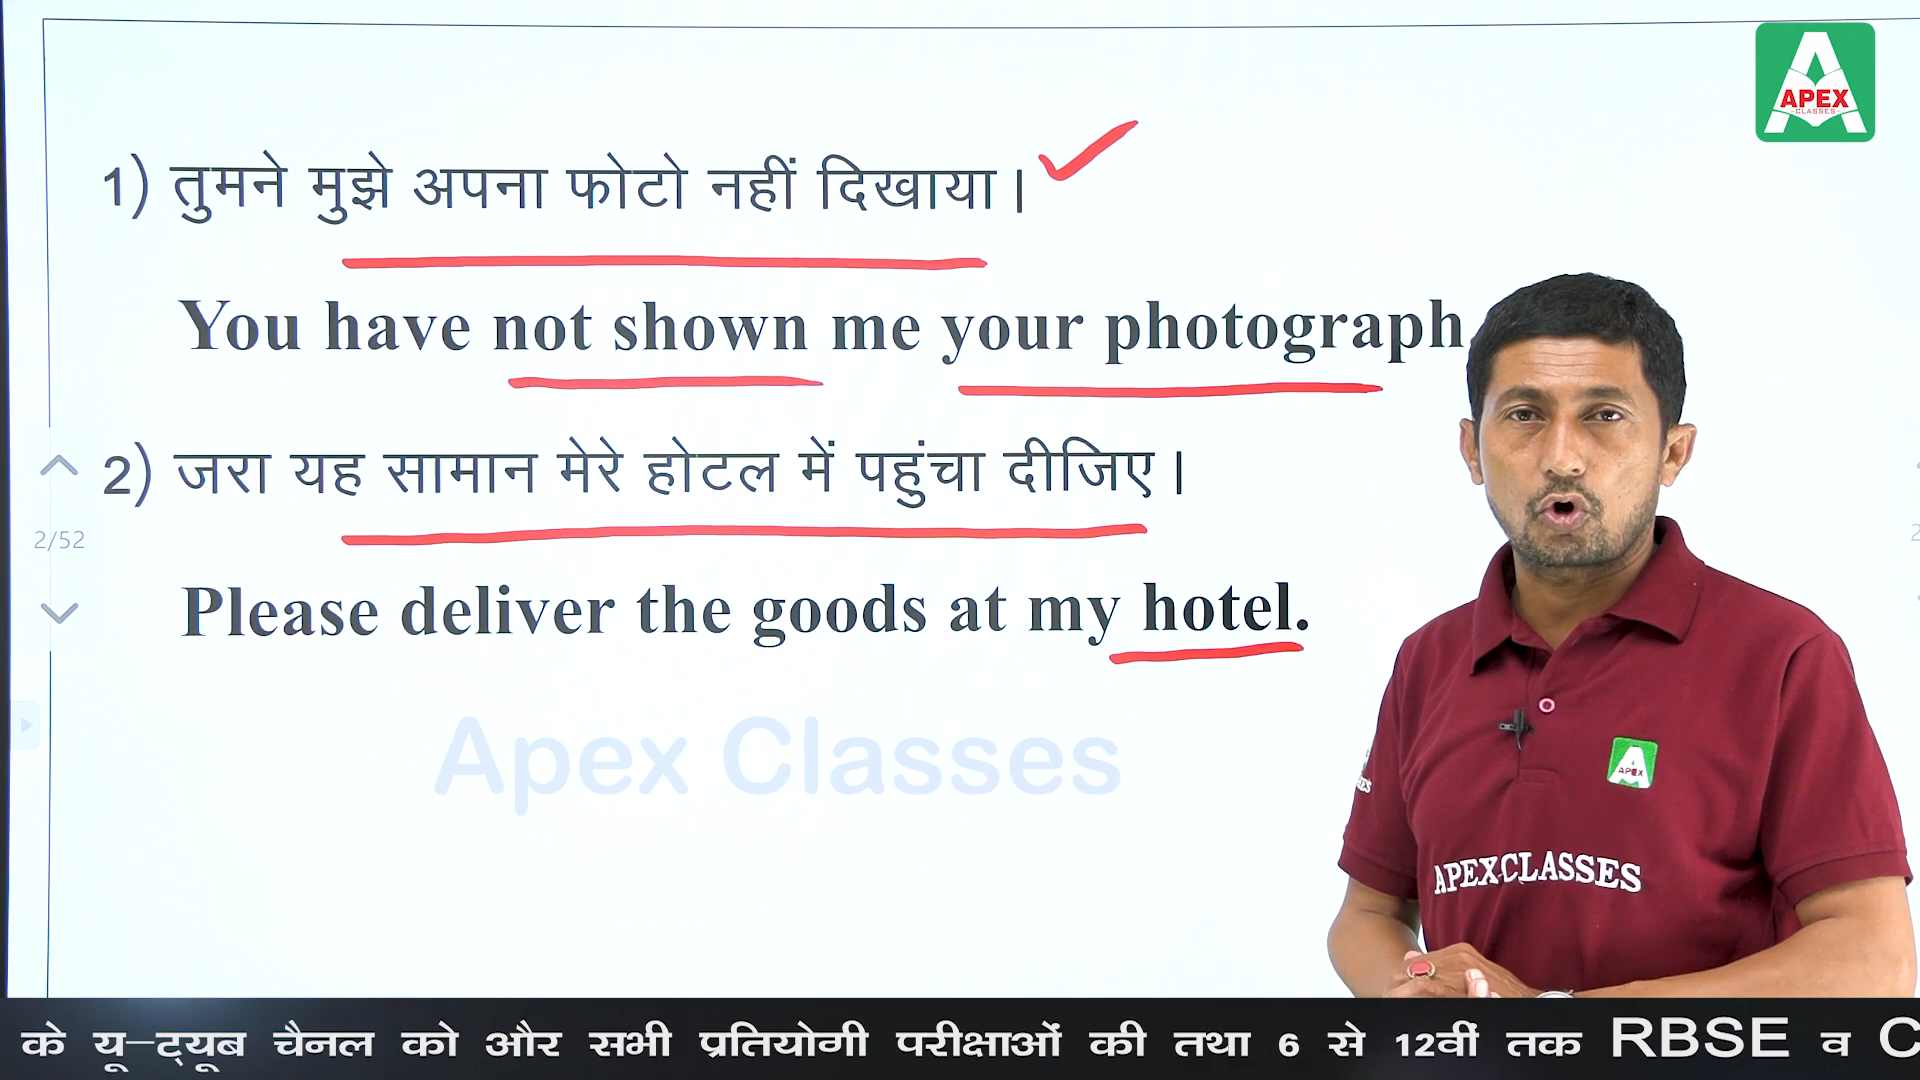 APEX
CLASSES
1) तुमने मुझे अपना फोटो नहीं दिखाया।
You have not shown me your photograph
2) जरा यह सामान मेरे होटल में पहुंचा दीजिए।
2/52
Please deliver the goods at my hotel.
Apex Classes
APEX
APEX CLASSES
के यू-ट्यूब चैनल को और सभी प्रतियोगी परीक्षाओं की तथा 6 से 12वीं तक RBSE व C